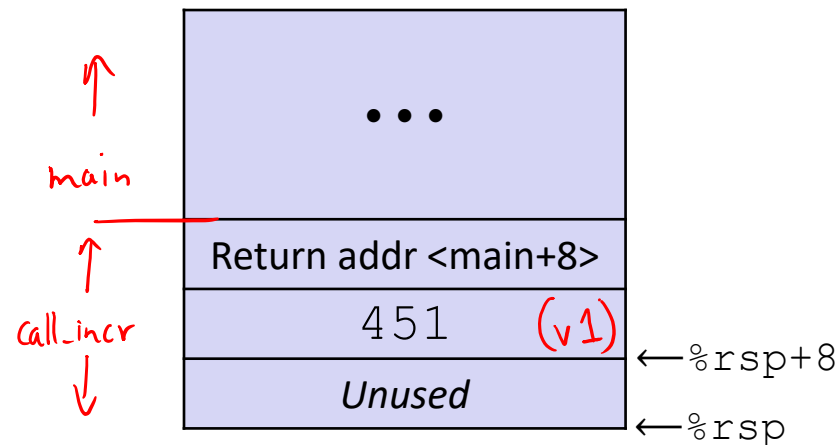 ...
main
Return addr <main+8>
call_incr
451 (v1)
←%rsp+8
Unused
←%rsp